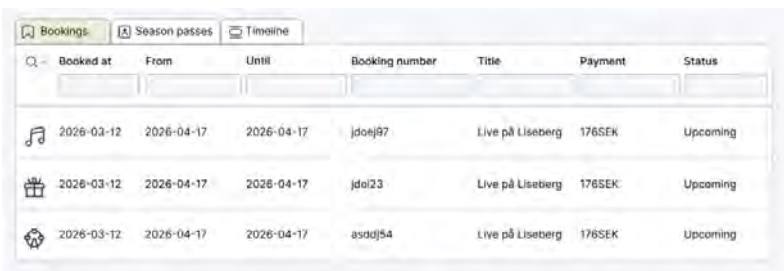 Bookings Season passes Timeline
Booked at From Until Booking number Title Payment Status
2026-03-12 2026-04-17 2026-04-17 jdoej97 Live på Liseberg 176SEK Upcoming
2026-03-12 2026-04-17 2026-04-17 jdoi23 Live på Liseberg 176SEK Upcoming
2026-03-12 2026-04-17 2026-04-17 asddj54 Live på Liseberg 176SEK Upcoming